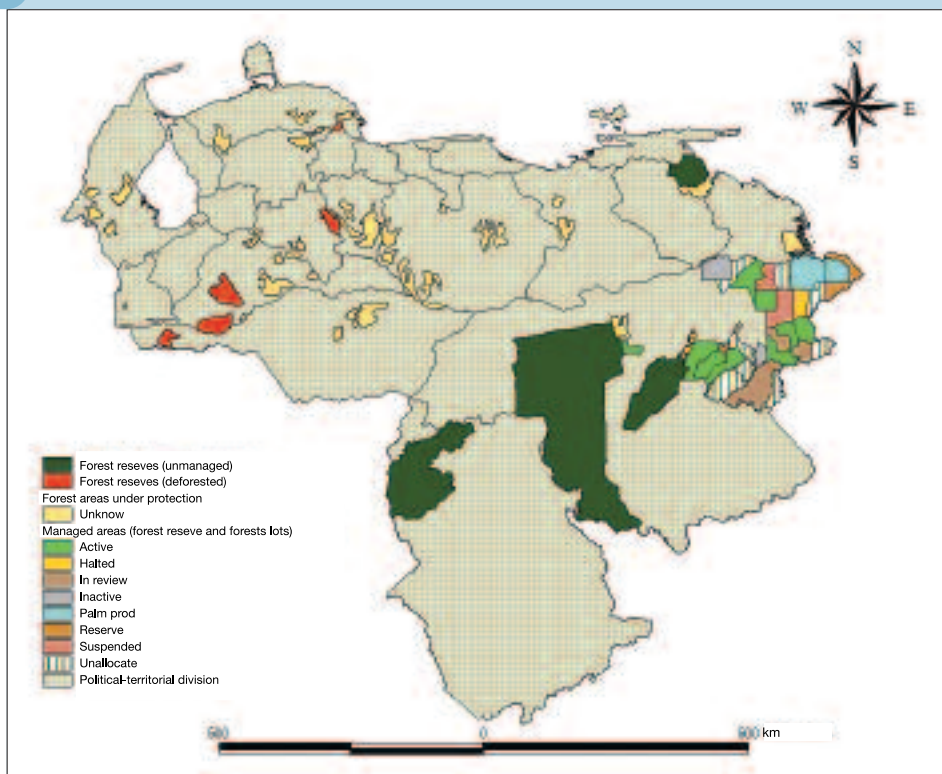 N
W E
S
Forest reseves (unmanaged)
Forest reseves (deforested)
Forest areas under protection
Unknow
Managed areas (forest reseve and forests lots)
Active
Halted
In review
Inactive
Palm prod
Reserve
Suspended
Unallocate
Political-territorial division
0 km